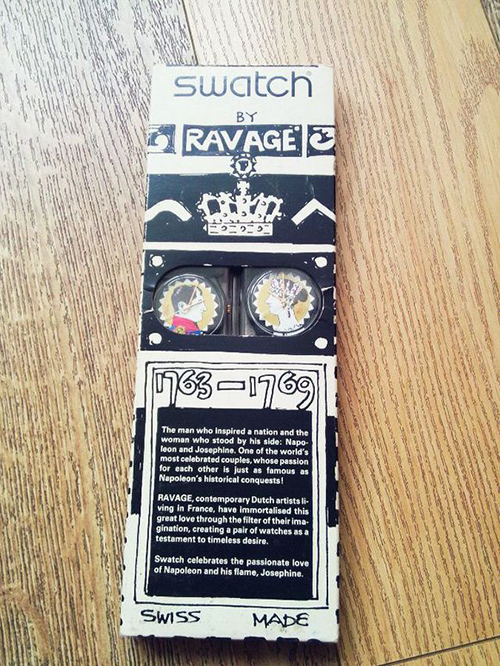 swatch
BY
RAVAGE
1763-1769
The man who inspired a nation and the
woman who stood by his side: Napo-
leon and Josephine. One of the world's
most celebrated couples, whose passion
for each other is just as famous as
Napoleon's historical conquests!
RAVAGE, contemporary Dutch artists li-
ving in France, have immortalised this
great love through the filter of their ima-
gination, creating a pair of watches as a
testament to timeless desire.
Swatch celebrates the passionate love
of Napoleon and his flame, Josephine.
SWISS MADE